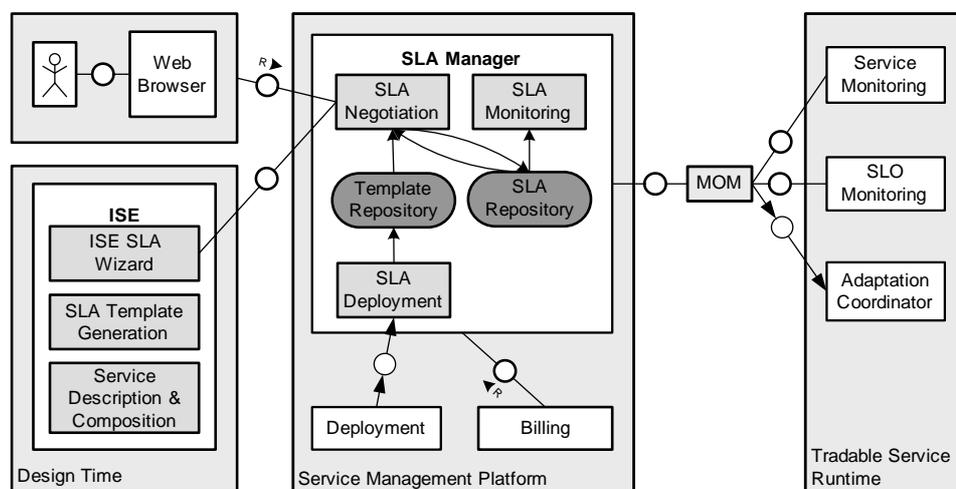 Web
Browser
R
ISE
ISE SLA
Wizard
SLA Template
Generation
Service
Description &
Composition
Design Time
SLA Manager
SLA
Negotiation
SLA
Monitoring
Template
Repository
SLA
Repository
SLA
Deployment
R
Deployment
Billing
Service Management Platform
MOM
Service
Monitoring
SLO
Monitoring
Adaptation
Coordinator
Tradable Service
Runtime